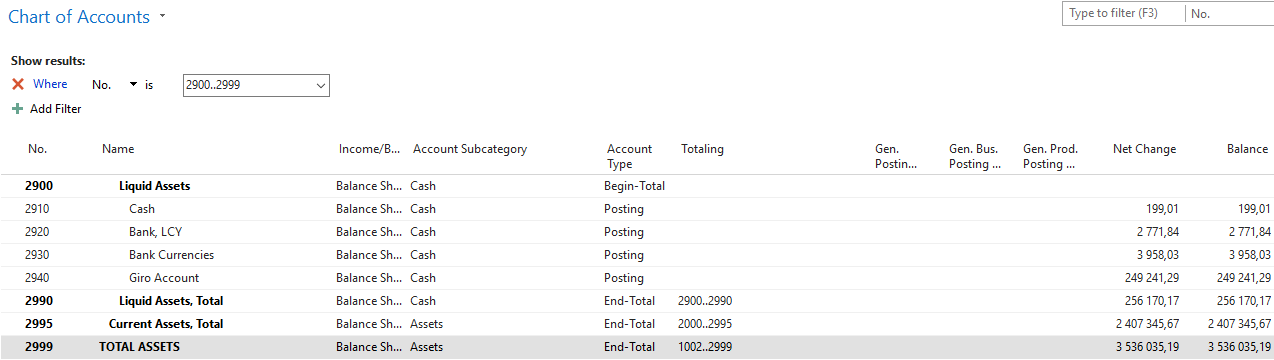 Chart of Accounts
Type to filter (F3) No.
Show results:
Where No. is 2900..2999
Add Filter
No. Name Income/B... Account Subcategory Account Type Totaling Gen. Postin... Gen. Bus. Posting ... Gen. Prod. Posting ... Net Change Balance
2900 Liquid Assets Balance Sh... Cash Begin-Total
2910 Cash Balance Sh... Cash Posting 199,01 199,01
2920 Bank, LCY Balance Sh... Cash Posting 2 771,84 2 771,84
2930 Bank Currencies Balance Sh... Cash Posting 3 958,03 3 958,03
2940 Giro Account Balance Sh... Cash Posting 249 241,29 249 241,29
2990 Liquid Assets, Total Balance Sh... Cash End-Total 2900..2990 256 170,17 256 170,17
2995 Current Assets, Total Balance Sh... Assets End-Total 2000..2995 2 407 345,67 2 407 345,67
2999 TOTAL ASSETS Balance Sh... Assets End-Total 1002..2999 3 536 035,19 3 536 035,19